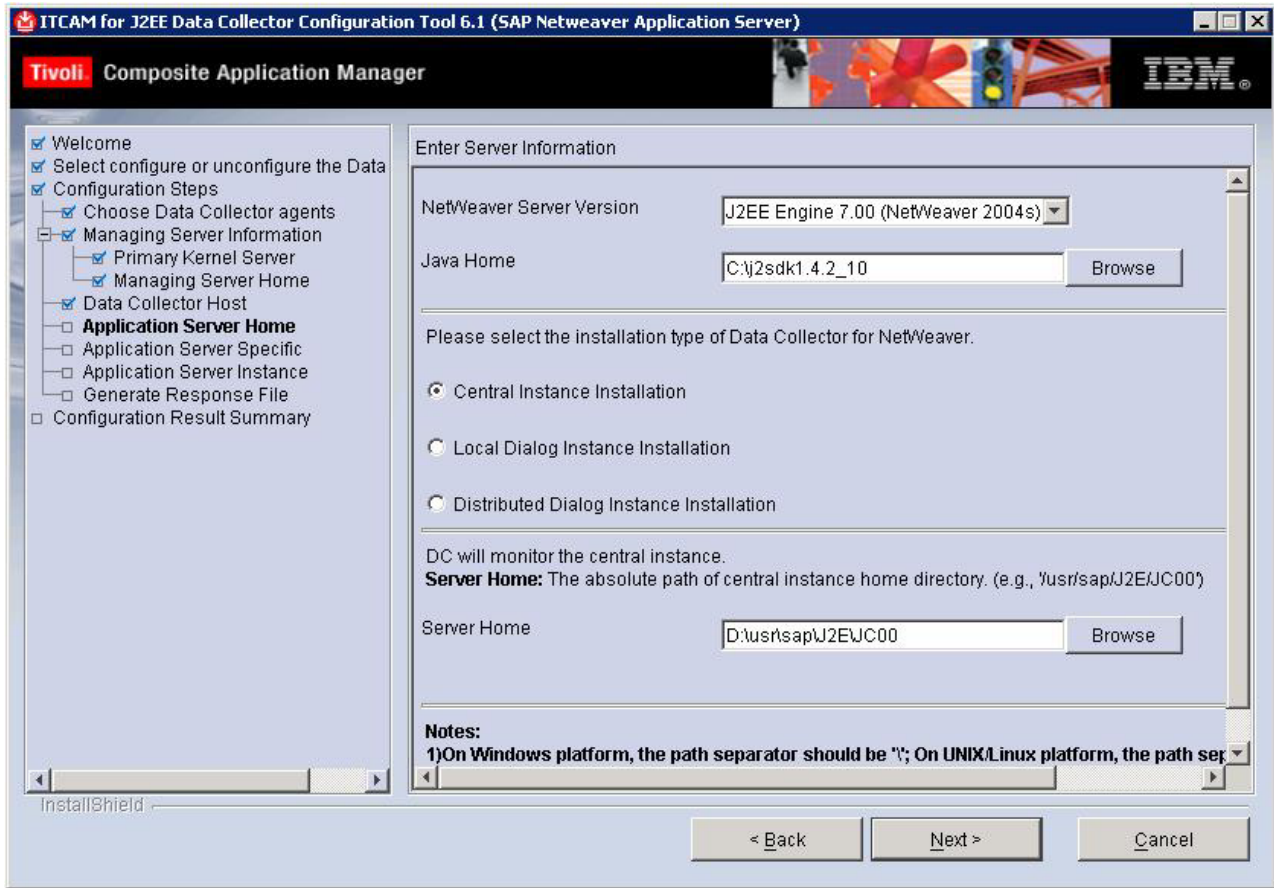 ITCAM for J2EE Data Collector Configuration Tool 6.1 (SAP Netweaver Application Server)
Tivoli. Composite Application Manager
IBM®
Welcome
Select configure or unconfigure the Data
Configuration Steps
Choose Data Collector agents
Managing Server Information
Primary Kernel Server
Managing Server Home
Data Collector Host
Application Server Home
Application Server Specific
Application Server Instance
Generate Response File
Configuration Result Summary
Enter Server Information
NetWeaver Server Version
J2EE Engine 7.00 (NetWeaver 2004s)
Java Home
C:\j2sdk1.4.2_10
Browse
Please select the installation type of Data Collector for NetWeaver.
Central Instance Installation
Local Dialog Instance Installation
Distributed Dialog Instance Installation
DC will monitor the central instance.
Server Home: The absolute path of central instance home directory. (e.g., '/usr/sap/J2E/JC00')
Server Home
D:\usr\sap\J2E\JC00
Browse
Notes:
1)On Windows platform, the path separator should be '\'; On UNIX/Linux platform, the path sep
InstallShield
< Back
Next >
Cancel